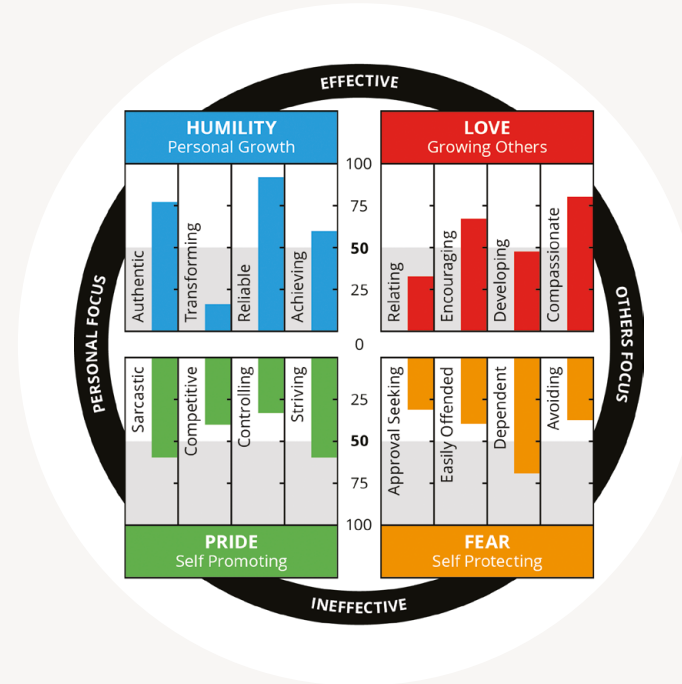 EFFECTIVE
HUMILITY
Personal Growth
LOVE
Growing Others
100
75
50
25
0
Authentic
Transforming
Reliable
Achieving
Relating
Encouraging
Developing
Compassionate
PERSONAL FOCUS
OTHERS FOCUS
Sarcastic
Competitive
Controlling
Striving
Approval Seeking
Easily Offended
Dependent
Avoiding
25
50
75
100
PRIDE
Self Promoting
FEAR
Self Protecting
INEFFECTIVE